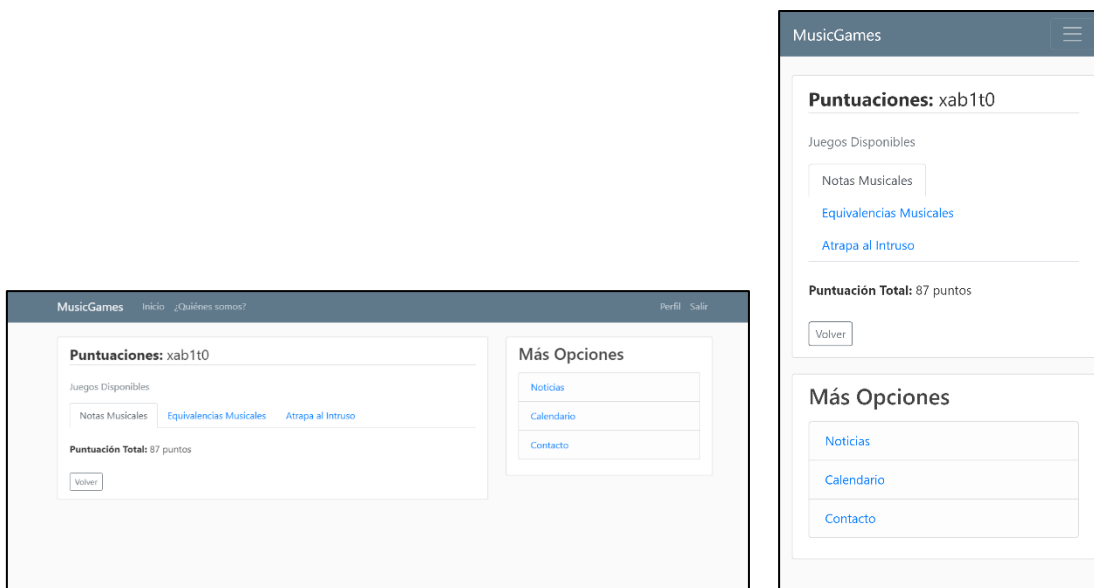 MusicGames Inicio ¿Quiénes somos? Perfil Salir
Puntuaciones: xab1t0
Juegos Disponibles
Notas Musicales Equivalencias Musicales Atrapa al Intruso
Puntuación Total: 87 puntos
Volver
Más Opciones
Noticias
Calendario
Contacto
MusicGames
Puntuaciones: xab1t0
Juegos Disponibles
Notas Musicales
Equivalencias Musicales
Atrapa al Intruso
Puntuación Total: 87 puntos
Volver
Más Opciones
Noticias
Calendario
Contacto